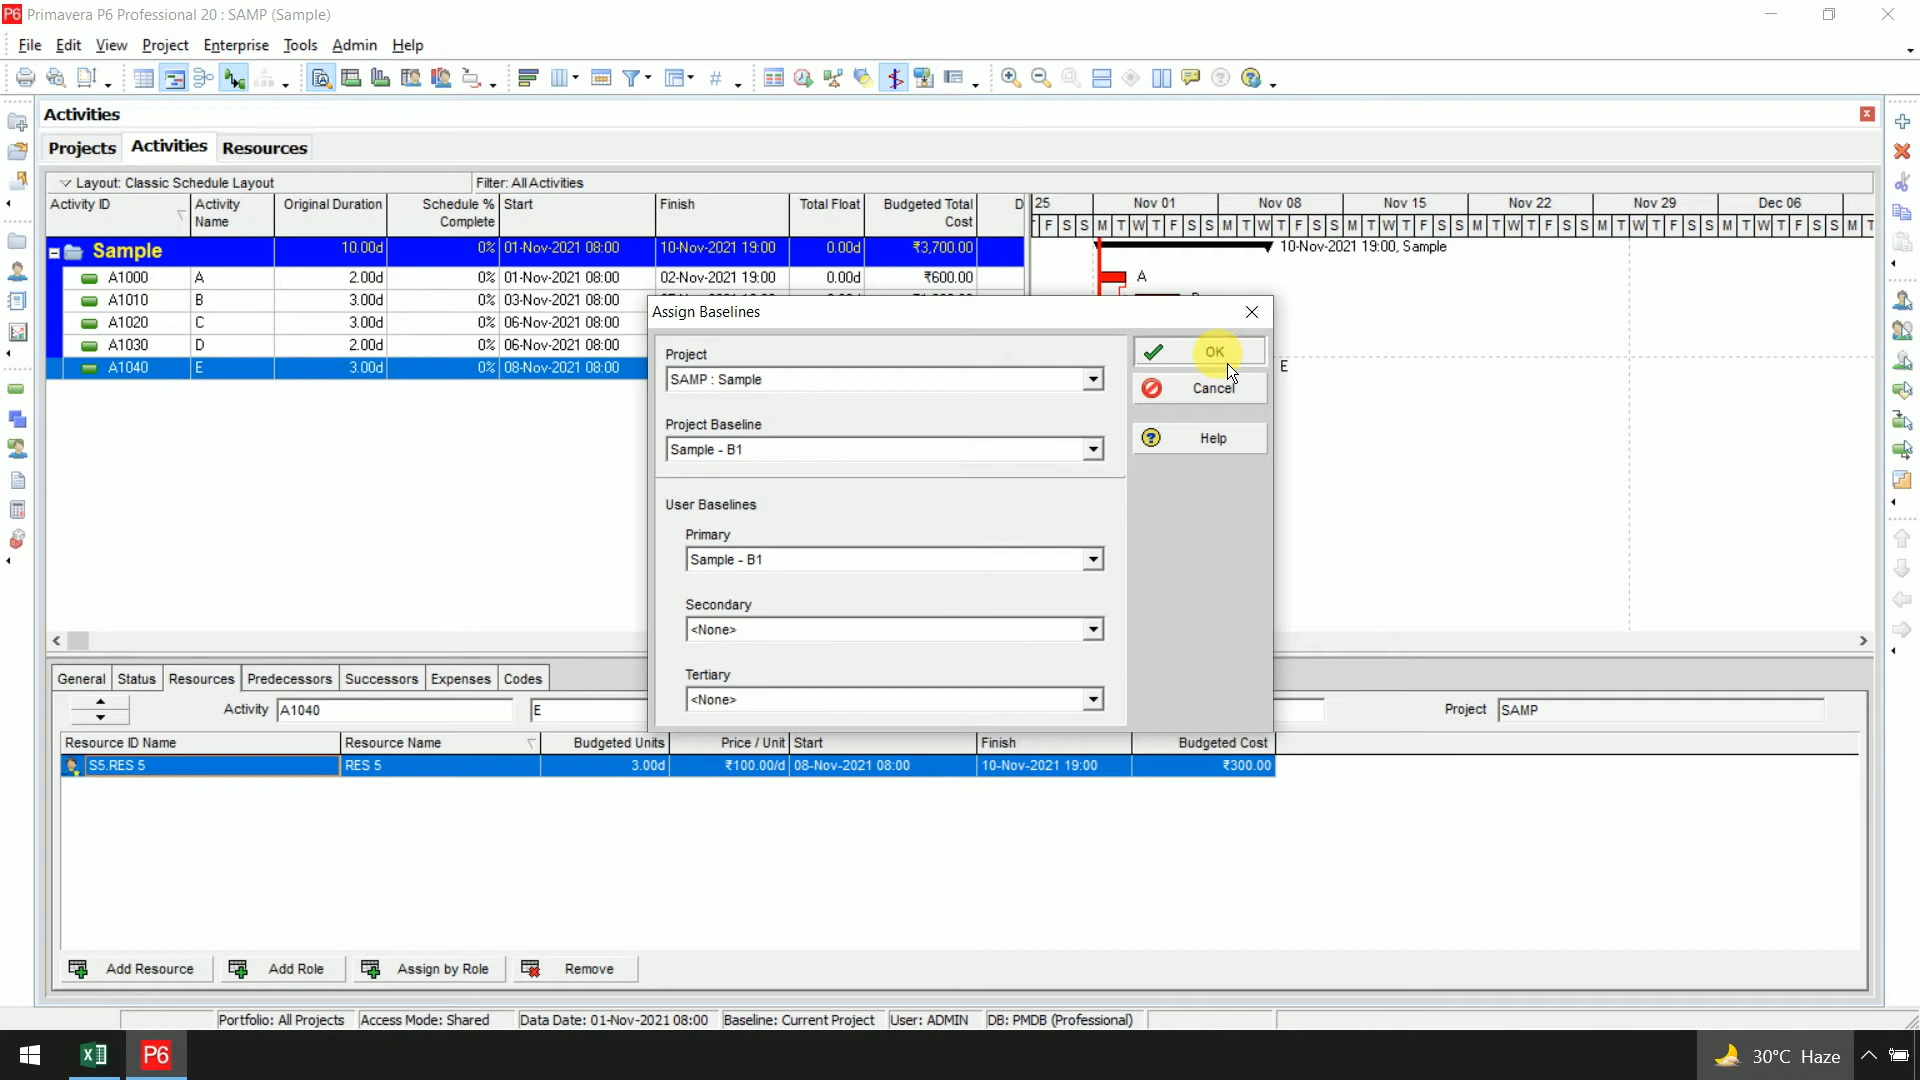 P6 Primavera P6 Professional 20 : SAMP (Sample)
File Edit View Project Enterprise Tools Admin Help
Activities
Projects Activities Resources
Layout: Classic Schedule Layout Filter: All Activities
Activity ID Activity Name Original Duration Schedule % Complete Start Finish Total Float Budgeted Total Cost D
25 Nov 01 Nov 08 Nov 15 Nov 22 Nov 29 Dec 06
F S S M T W T F S S M T W T F S S M T W T F S S M T W T F S S M T W T F S S M T W T F S S M T
Sample 10.00d 0% 01-Nov-2021 08:00 10-Nov-2021 19:00 0.00d ₹3,700.00 10-Nov-2021 19:00, Sample
A1000 A 2.00d 0% 01-Nov-2021 08:00 02-Nov-2021 19:00 0.00d ₹600.00 A
A1010 B 3.00d 0% 03-Nov-2021 08:00
A1020 C 3.00d 0% 06-Nov-2021 08:00
A1030 D 2.00d 0% 06-Nov-2021 08:00
A1040 E 3.00d 0% 08-Nov-2021 08:00 E
Assign Baselines
Project
SAMP : Sample
Project Baseline
Sample - B1
User Baselines
Primary
Sample - B1
Secondary
<None>
Tertiary
<None>
OK
Cancel
Help
General Status Resources Predecessors Successors Expenses Codes
Activity A1040 E Project SAMP
Resource ID Name Resource Name Budgeted Units Price / Unit Start Finish Budgeted Cost
S5.RES 5 RES 5 3.00d ₹100.00/d 08-Nov-2021 08:00 10-Nov-2021 19:00 ₹300.00
Add Resource Add Role Assign by Role Remove
Portfolio: All Projects Access Mode: Shared Data Date: 01-Nov-2021 08:00 Baseline: Current Project User: ADMIN DB: PMDB (Professional)
P6 30°C Haze